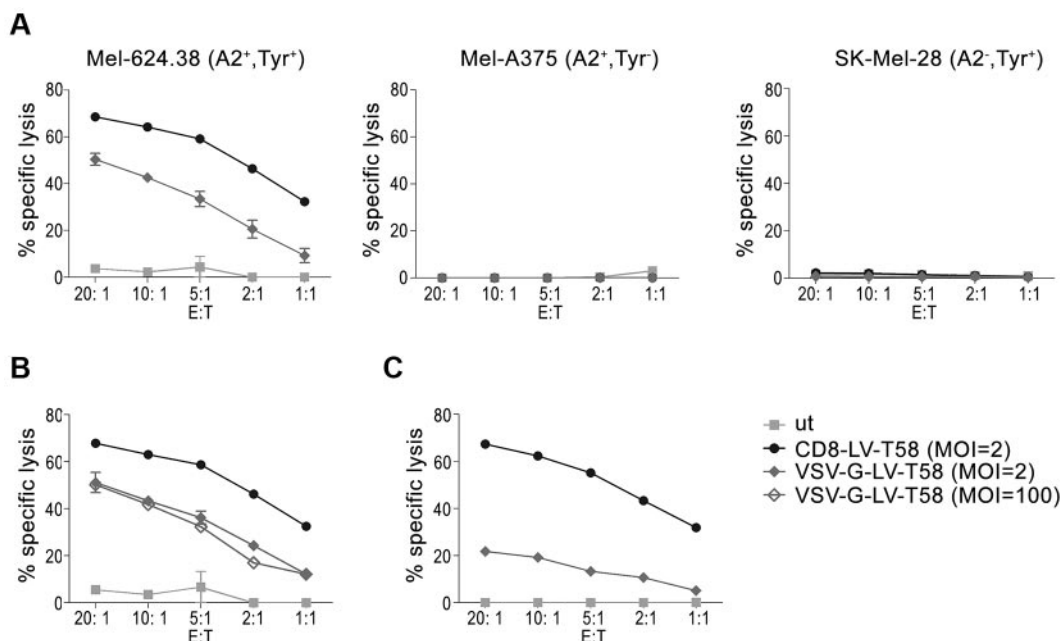 A
Mel-624.38 (A2⁺,Tyr⁺)
80
60
40
20
0
% specific lysis
20: 1 10: 1 5:1 2:1 1:1
E:T
Mel-A375 (A2⁺,Tyr⁻)
80
60
40
20
0
% specific lysis
20: 1 10: 1 5:1 2:1 1:1
E:T
SK-Mel-28 (A2⁻,Tyr⁺)
80
60
40
20
0
% specific lysis
20: 1 10: 1 5:1 2:1 1:1
E:T
B
80
60
40
20
0
% specific lysis
20: 1 10: 1 5:1 2:1 1:1
E:T
C
80
60
40
20
0
% specific lysis
20: 1 10: 1 5:1 2:1 1:1
E:T
ut
CD8-LV-T58 (MOI=2)
VSV-G-LV-T58 (MOI=2)
VSV-G-LV-T58 (MOI=100)